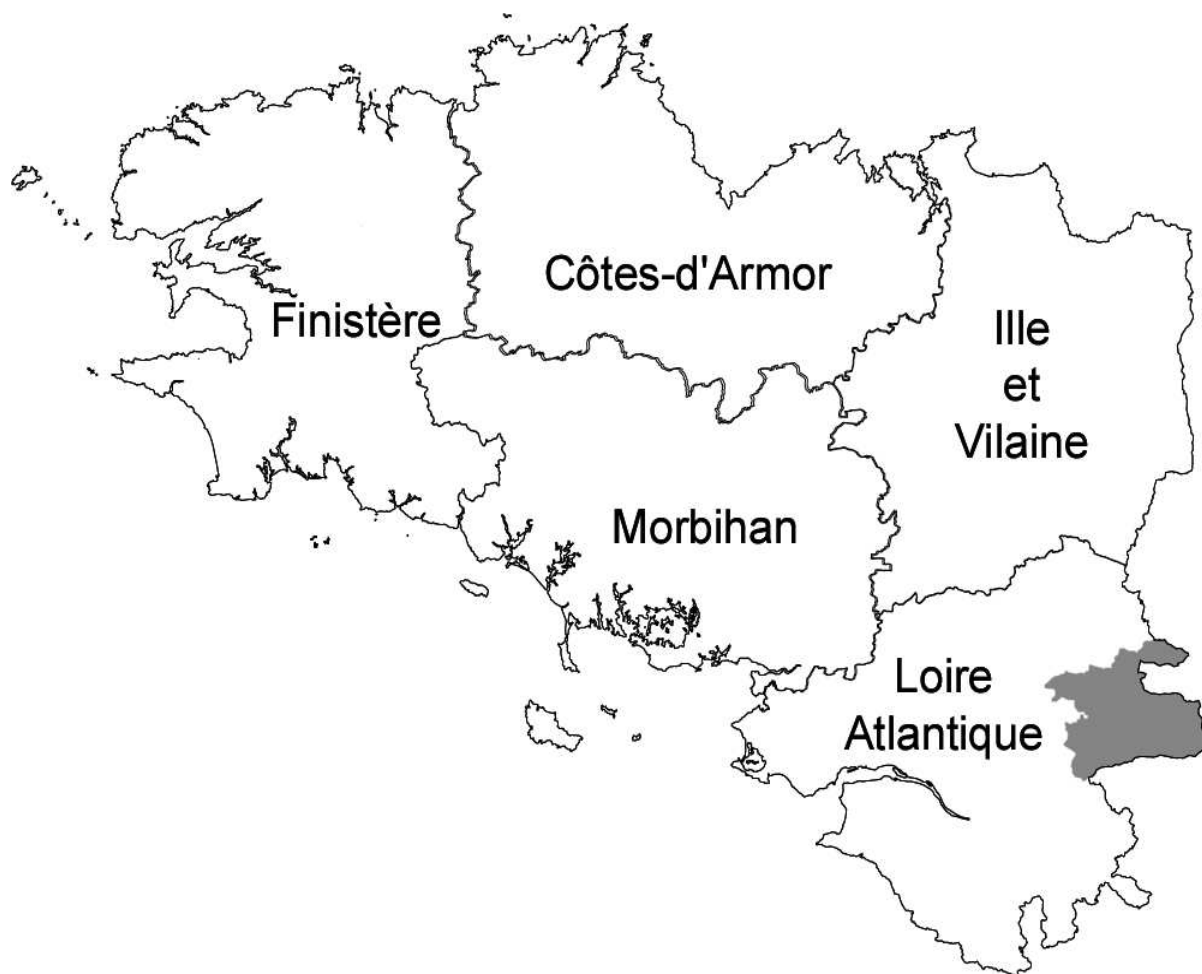 Côtes-d'Armor
Finistère
Ille
et
Vilaine
Morbihan
Loire
Atlantique